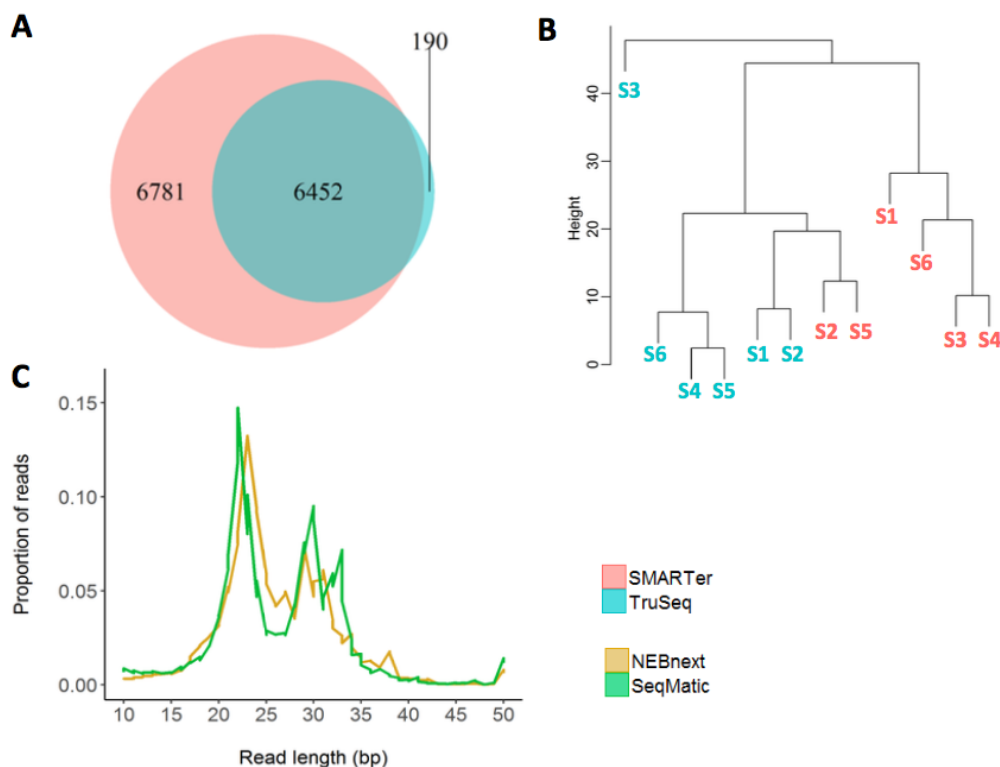 A
190
6781
6452
B
Height
40
30
20
10
0
S3
S1
S6
S2 S5
S3 S4
S6
S1 S2
S4 S5
C
Proportion of reads
0.15
0.10
0.05
0.00
10 15 20 25 30 35 40 45 50
Read length (bp)
SMARTer
TruSeq
NEBnext
SeqMatic